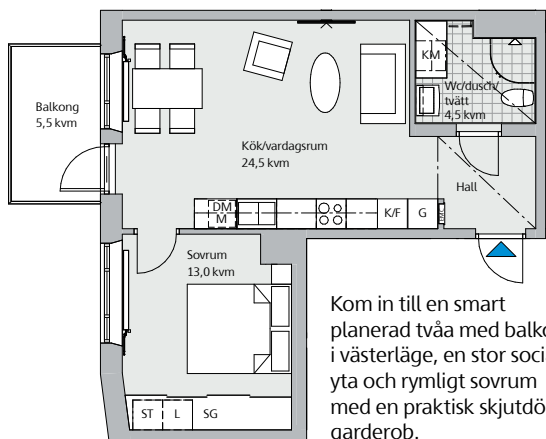 KM
Wc/dusch/
tvätt
4,5 kvm
Balkong
5,5 kvm
Kök/vardagsrum
24,5 kvm
Hall
DM
M
K/F
G
Sovrum
13,0 kvm
ST
L
SG
Kom in till en smart
planerad tvåa med balko
i västerläge, en stor soci
yta och rymligt sovrum
med en praktisk skjutdö
garderob.